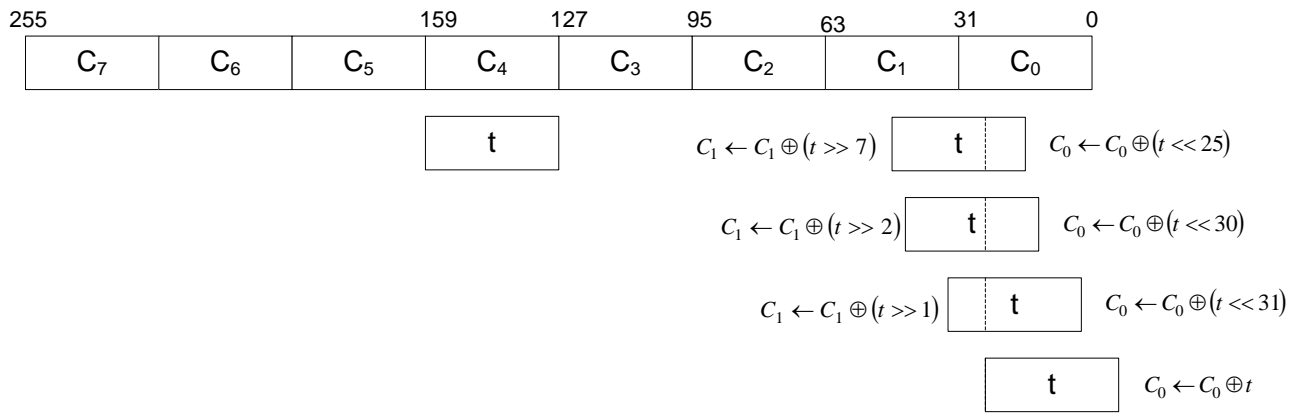 255 159 127 95 63 31 0
C₇ C₆ C₅ C₄ C₃ C₂ C₁ C₀
t C₁ ← C₁ ⊕ (t >> 7) t C₀ ← C₀ ⊕ (t << 25)
C₁ ← C₁ ⊕ (t >> 2) t C₀ ← C₀ ⊕ (t << 30)
C₁ ← C₁ ⊕ (t >> 1) t C₀ ← C₀ ⊕ (t << 31)
t C₀ ← C₀ ⊕ t